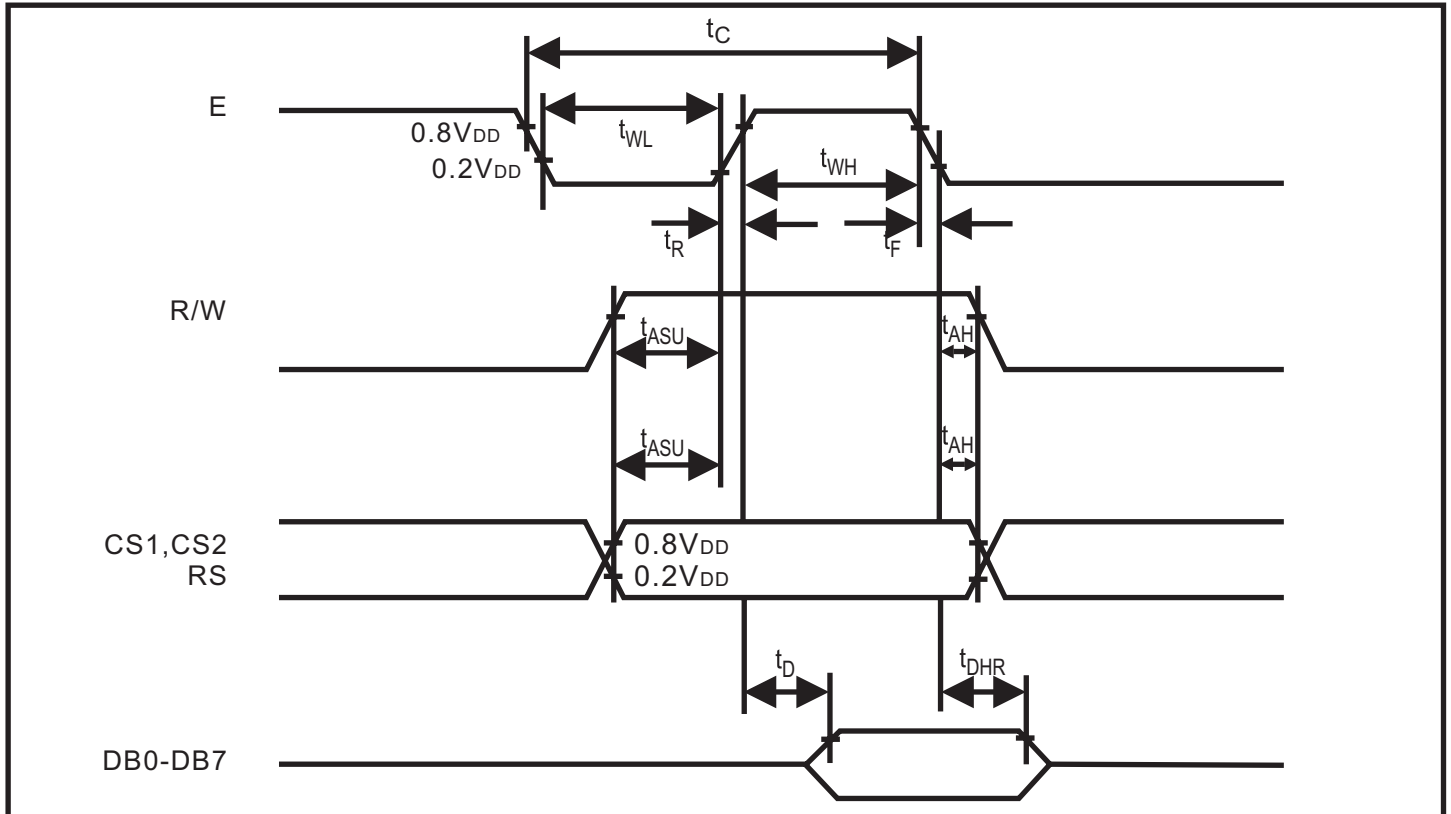 tC
E
0.8VDD
tWL
0.2VDD
tWH
tR
tF
R/W
tASU
tAH
tASU
tAH
CS1,CS2
0.8VDD
RS
0.2VDD
tD
tDHR
DB0-DB7